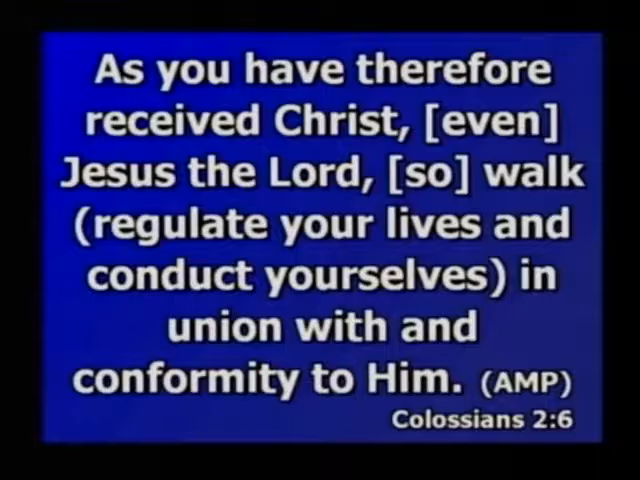 As you have therefore
received Christ, [even]
Jesus the Lord, [so] walk
(regulate your lives and
conduct yourselves) in
union with and
conformity to Him. (AMP)
Colossians 2:6